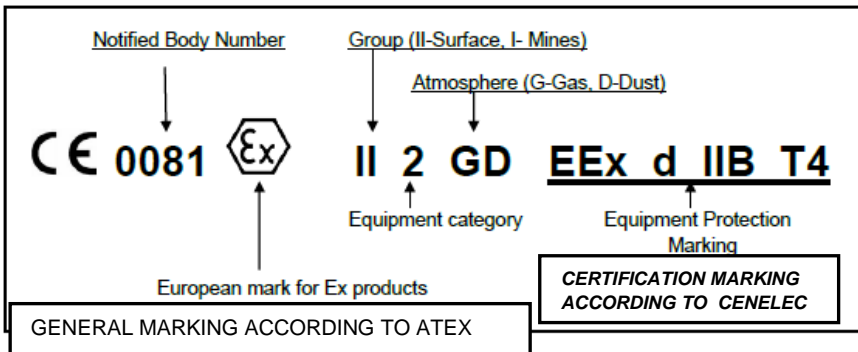 Notified Body Number
Group (II-Surface, I- Mines)
Atmosphere (G-Gas, D-Dust)
CE 0081 Ex II 2 GD EEx d IIB T4
Equipment category
Equipment Protection
Marking
European mark for Ex products
CERTIFICATION MARKING
ACCORDING TO CENELEC
GENERAL MARKING ACCORDING TO ATEX